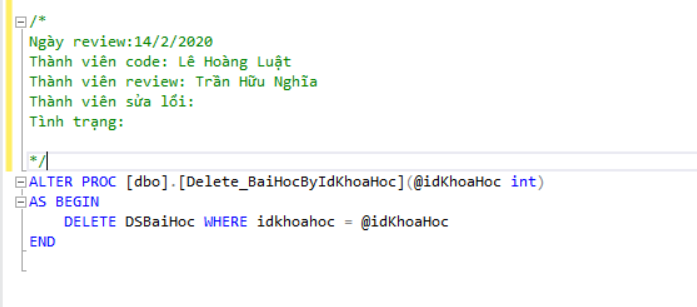 /*
Ngày review:14/2/2020
Thành viên code: Lê Hoàng Luật
Thành viên review: Trần Hữu Nghĩa
Thành viên sửa lỗi:
Tình trạng:
*/
ALTER PROC [dbo].[Delete_BaiHocByIdKhoaHoc](@idKhoaHoc int)
AS BEGIN
DELETE DSBaiHoc WHERE idkhoahoc = @idKhoaHoc
END